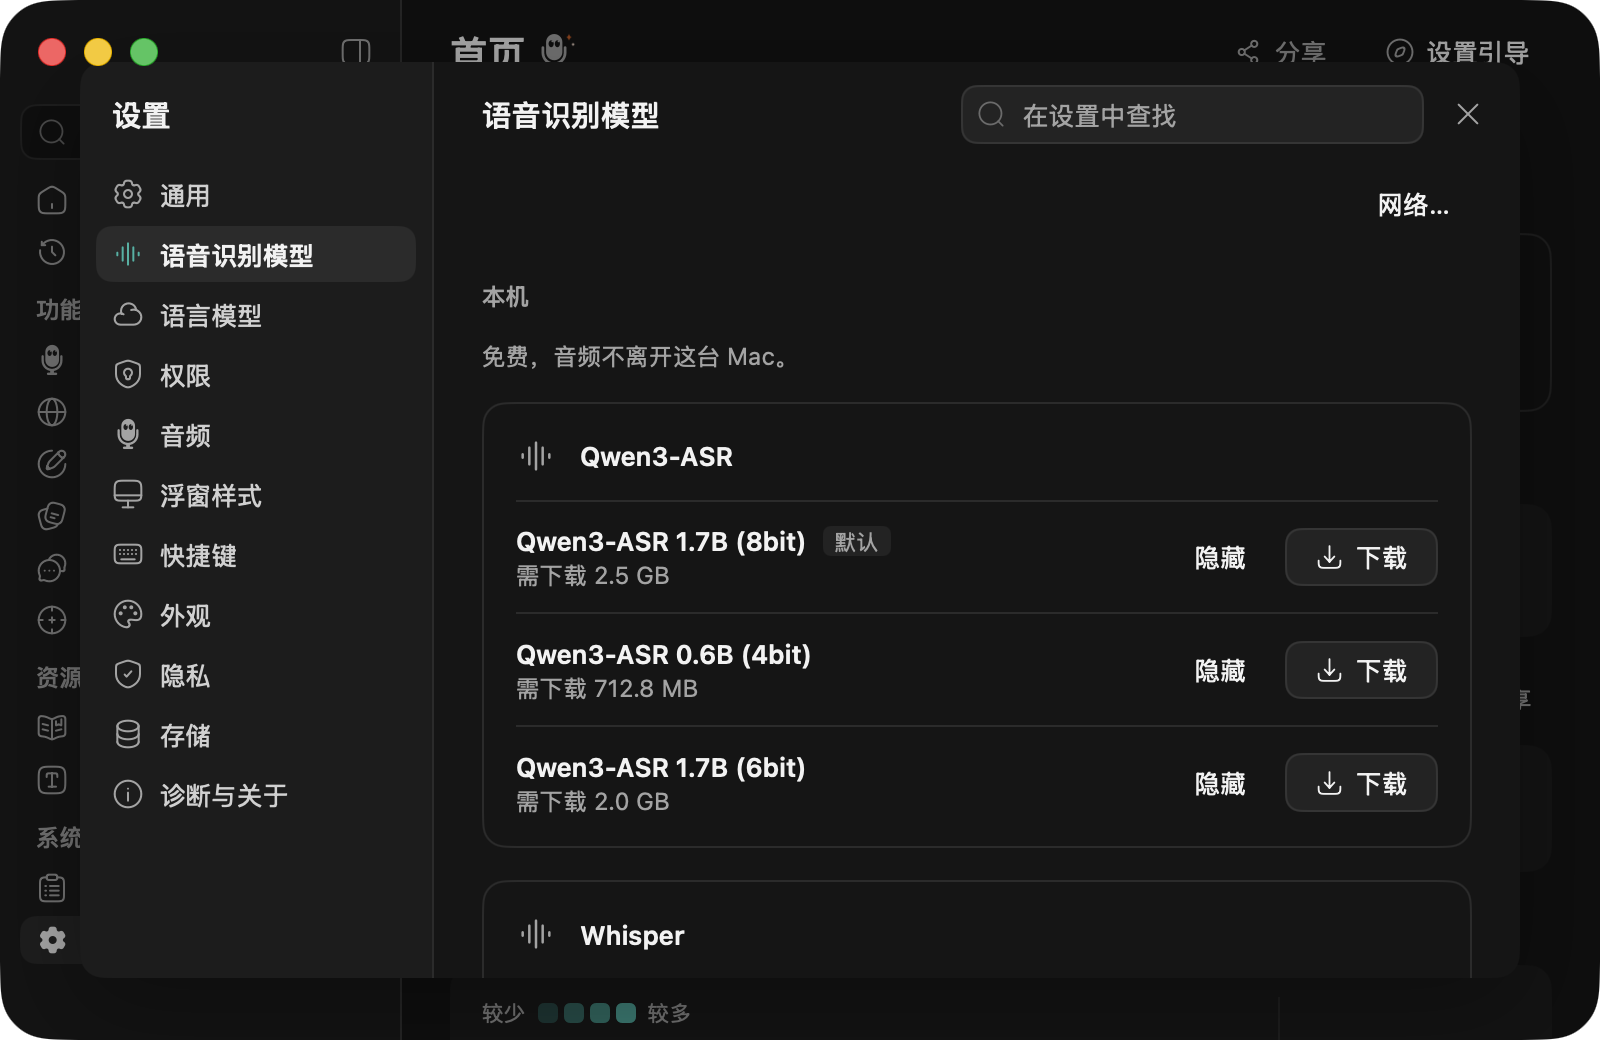 首页
分享
设置引导
功能
资源
系统
设置
通用
语音识别模型
语言模型
权限
音频
浮窗样式
快捷键
外观
隐私
存储
诊断与关于
语音识别模型
在设置中查找
网络...
本机
免费，音频不离开这台 Mac。
Qwen3-ASR
Qwen3-ASR 1.7B (8bit) 默认
需下载 2.5 GB
隐藏 下载
Qwen3-ASR 0.6B (4bit)
需下载 712.8 MB
隐藏 下载
Qwen3-ASR 1.7B (6bit)
需下载 2.0 GB
隐藏 下载
Whisper
享
较少 较多